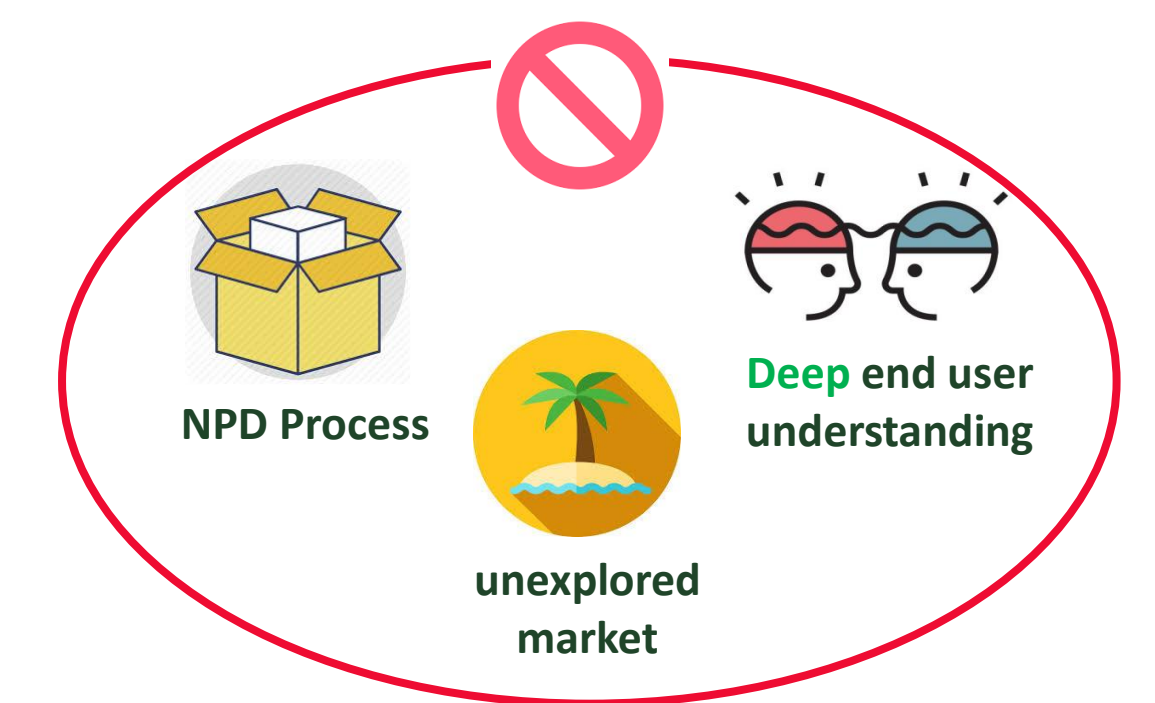 NPD Process
unexplored
market
Deep end user
understanding